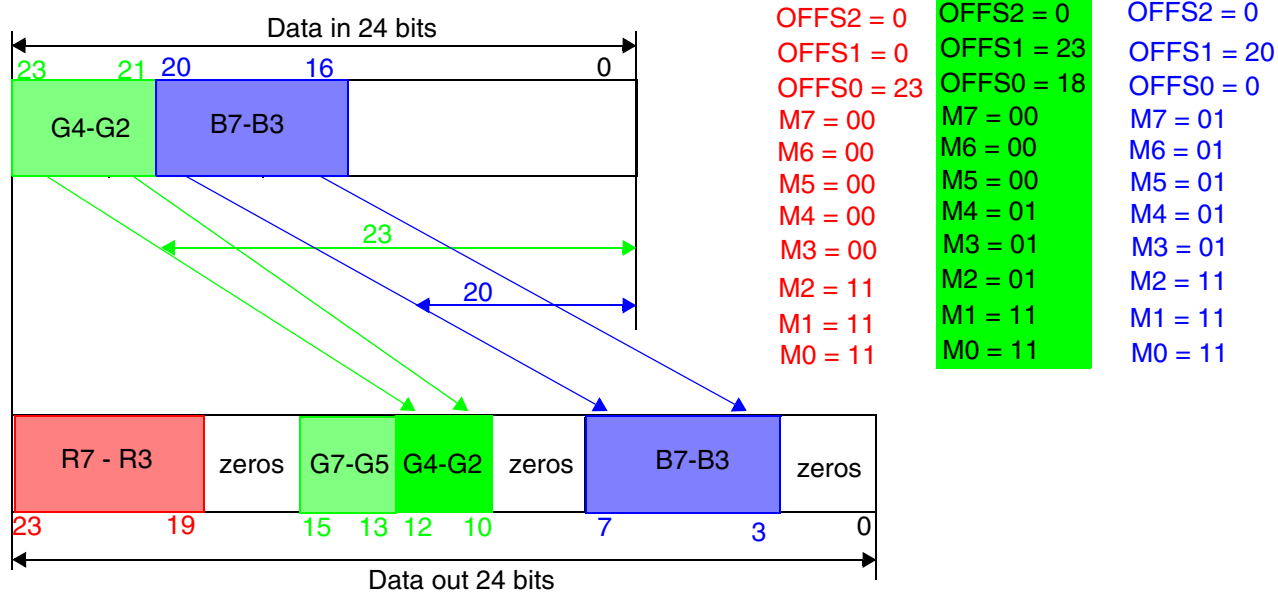 Data in 24 bits
23 21 20 16 0
G4-G2 B7-B3
23
20
R7 - R3 zeros G7-G5 G4-G2 zeros B7-B3 zeros
23 19 15 13 12 10 7 3 0
Data out 24 bits
OFFS2 = 0
OFFS1 = 0
OFFS0 = 23
M7 = 00
M6 = 00
M5 = 00
M4 = 00
M3 = 00
M2 = 11
M1 = 11
M0 = 11
OFFS2 = 0
OFFS1 = 23
OFFS0 = 18
M7 = 00
M6 = 00
M5 = 00
M4 = 01
M3 = 01
M2 = 01
M1 = 11
M0 = 11
OFFS2 = 0
OFFS1 = 20
OFFS0 = 0
M7 = 01
M6 = 01
M5 = 01
M4 = 01
M3 = 01
M2 = 11
M1 = 11
M0 = 11